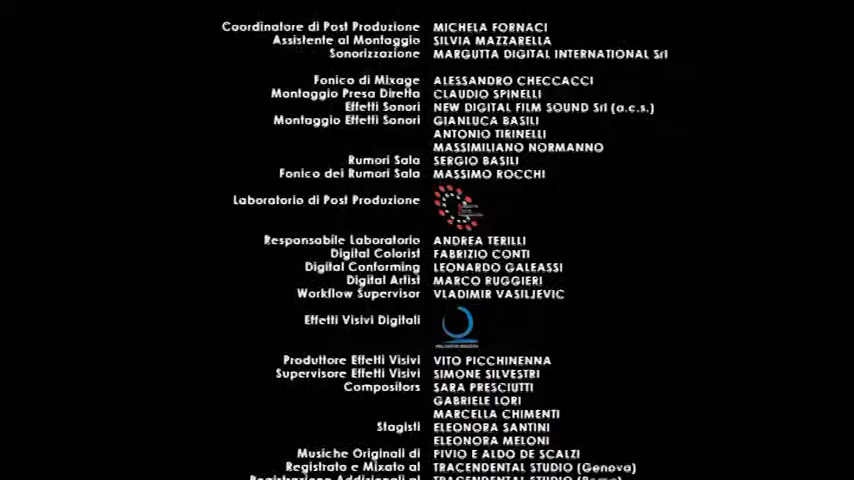 Coordinatore di Post Produzione MICHELA FORNACI
Assistente al Montaggio SILVIA MAZZARELLA
Sonorizzazione MARGUTTA DIGITAL INTERNATIONAL Srl
Fonico di Mixage ALESSANDRO CHECCACCI
Montaggio Presa Diretta CLAUDIO SPINELLI
Effetti Sonori NEW DIGITAL FILM SOUND Srl (a.c.s.)
Montaggio Effetti Sonori GIANLUCA BASILI
ANTONIO TIRINELLI
MASSIMILIANO NORMANNO
Rumori Sala SERGIO BASILI
Fonico dei Rumori Sala MASSIMO ROCCHI
Laboratorio di Post Produzione
Responsabile Laboratorio ANDREA TERILLI
Digital Colorist FABRIZIO CONTI
Digital Conforming LEONARDO GALEASSI
Digital Artist MARCO RUGGIERI
Workflow Supervisor VLADIMIR VASILJEVIC
Effetti Visivi Digitali
Produttore Effetti Visivi VITO PICCHINENNA
Supervisore Effetti Visivi SIMONE SILVESTRI
Compositors SARA PRESCIUTTI
GABRIELE LORI
MARCELLA CHIMENTI
Stagisti ELEONORA SANTINI
ELEONORA MELONI
Musiche Originali di PIVIO E ALDO DE SCALZI
Registrato e Mixato al TRACENDENTAL STUDIO (Genova)
Registrazione Addizionali al TRACENDENTAL STUDIO (Roma)